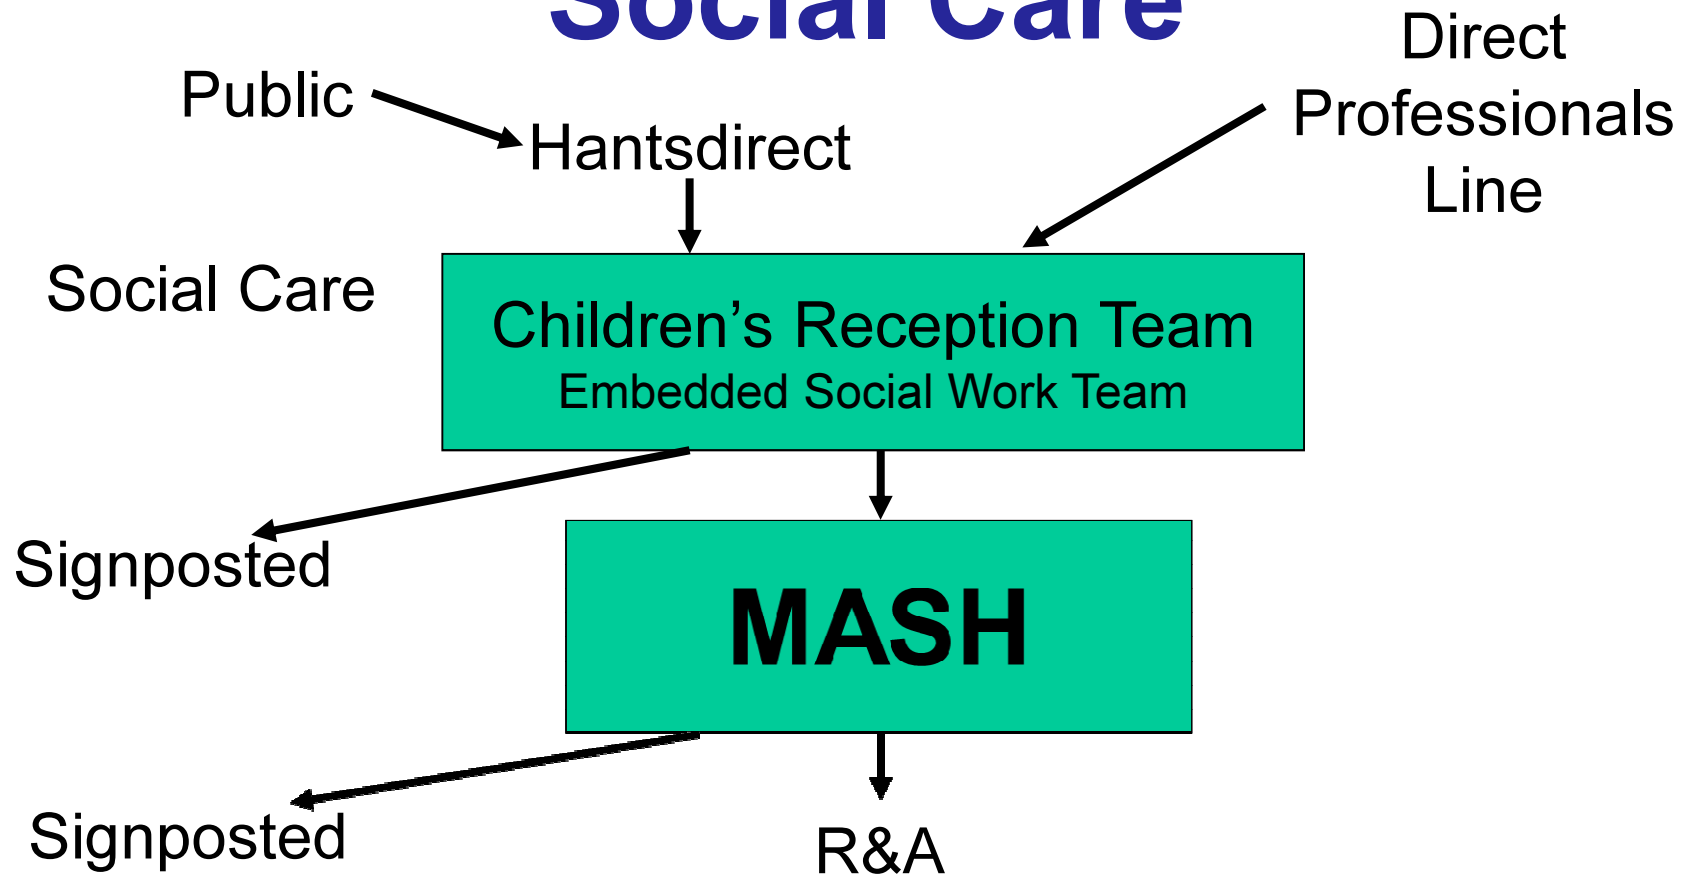 Social Care
Direct
Professionals
Line
Public
Hantsdirect
Social Care
Children’s Reception Team
Embedded Social Work Team
Signposted
MASH
Signposted
R&A